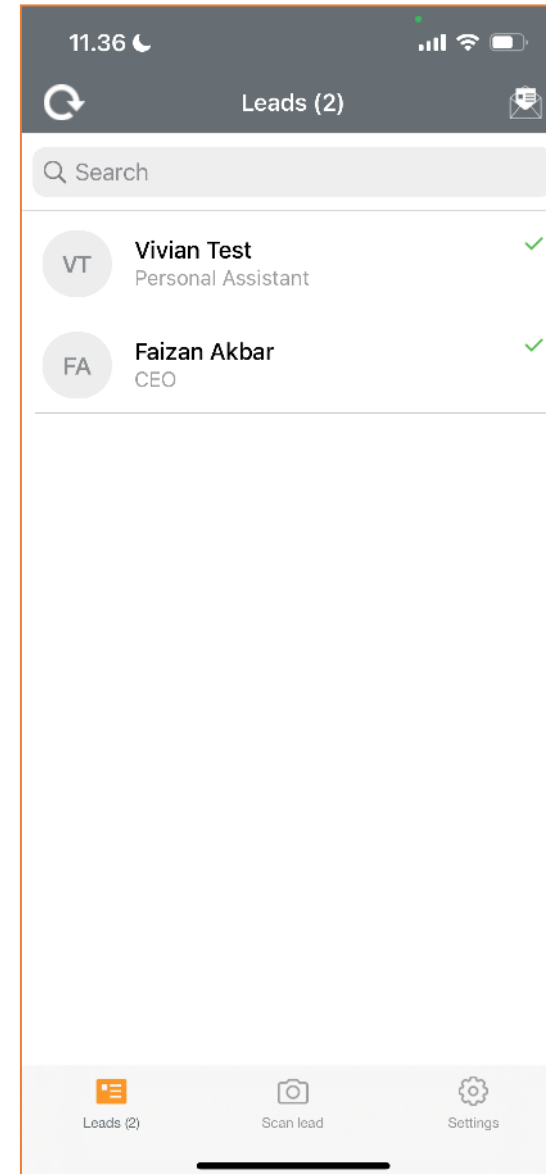 11.36
Leads (2)
Search
VT
Vivian Test
Personal Assistant
FA
Faizan Akbar
CEO
Leads (2)
Scan lead
Settings